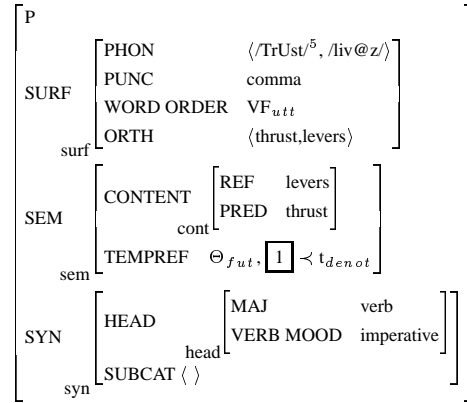 P
SURF
surf
PHON ⟨/TrUst/⁵, /liv@z/⟩
PUNC comma
WORD ORDER VF_utt
ORTH ⟨thrust,levers⟩
SEM
sem
CONTENT
cont
REF levers
PRED thrust
TEMPREF Θ_fut, 1 ≺ t_denot
SYN
syn
HEAD
head
MAJ verb
VERB MOOD imperative
SUBCAT ⟨ ⟩